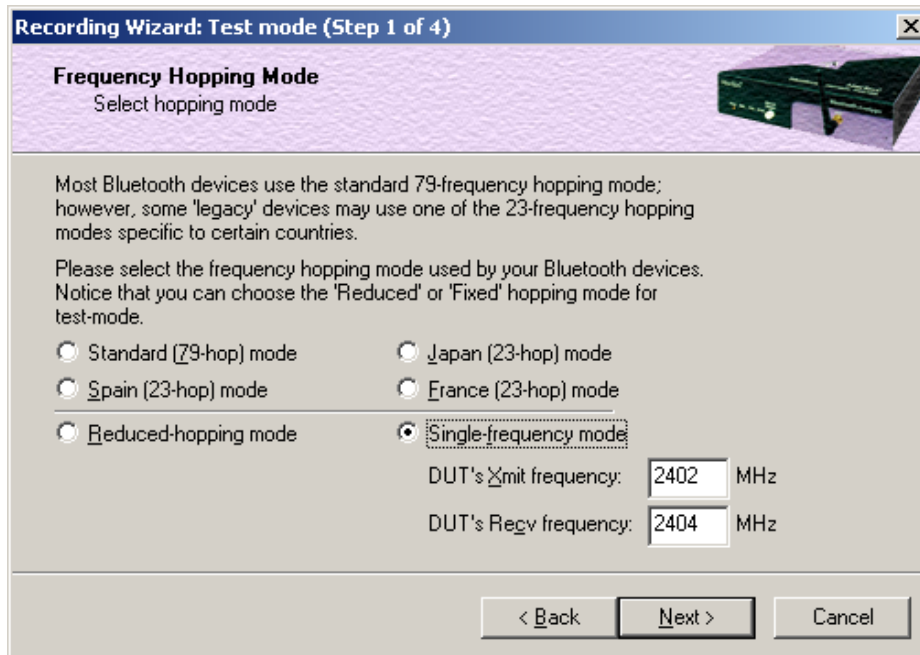 Recording Wizard: Test mode (Step 1 of 4)
Frequency Hopping Mode
Select hopping mode
Most Bluetooth devices use the standard 79-frequency hopping mode;
however, some 'legacy' devices may use one of the 23-frequency hopping
modes specific to certain countries.
Please select the frequency hopping mode used by your Bluetooth devices.
Notice that you can choose the 'Reduced' or 'Fixed' hopping mode for
test-mode.
Standard (79-hop) mode
Japan (23-hop) mode
Spain (23-hop) mode
France (23-hop) mode
Reduced-hopping mode
Single-frequency mode
DUT's Xmit frequency: 2402 MHz
DUT's Recv frequency: 2404 MHz
< Back
Next >
Cancel